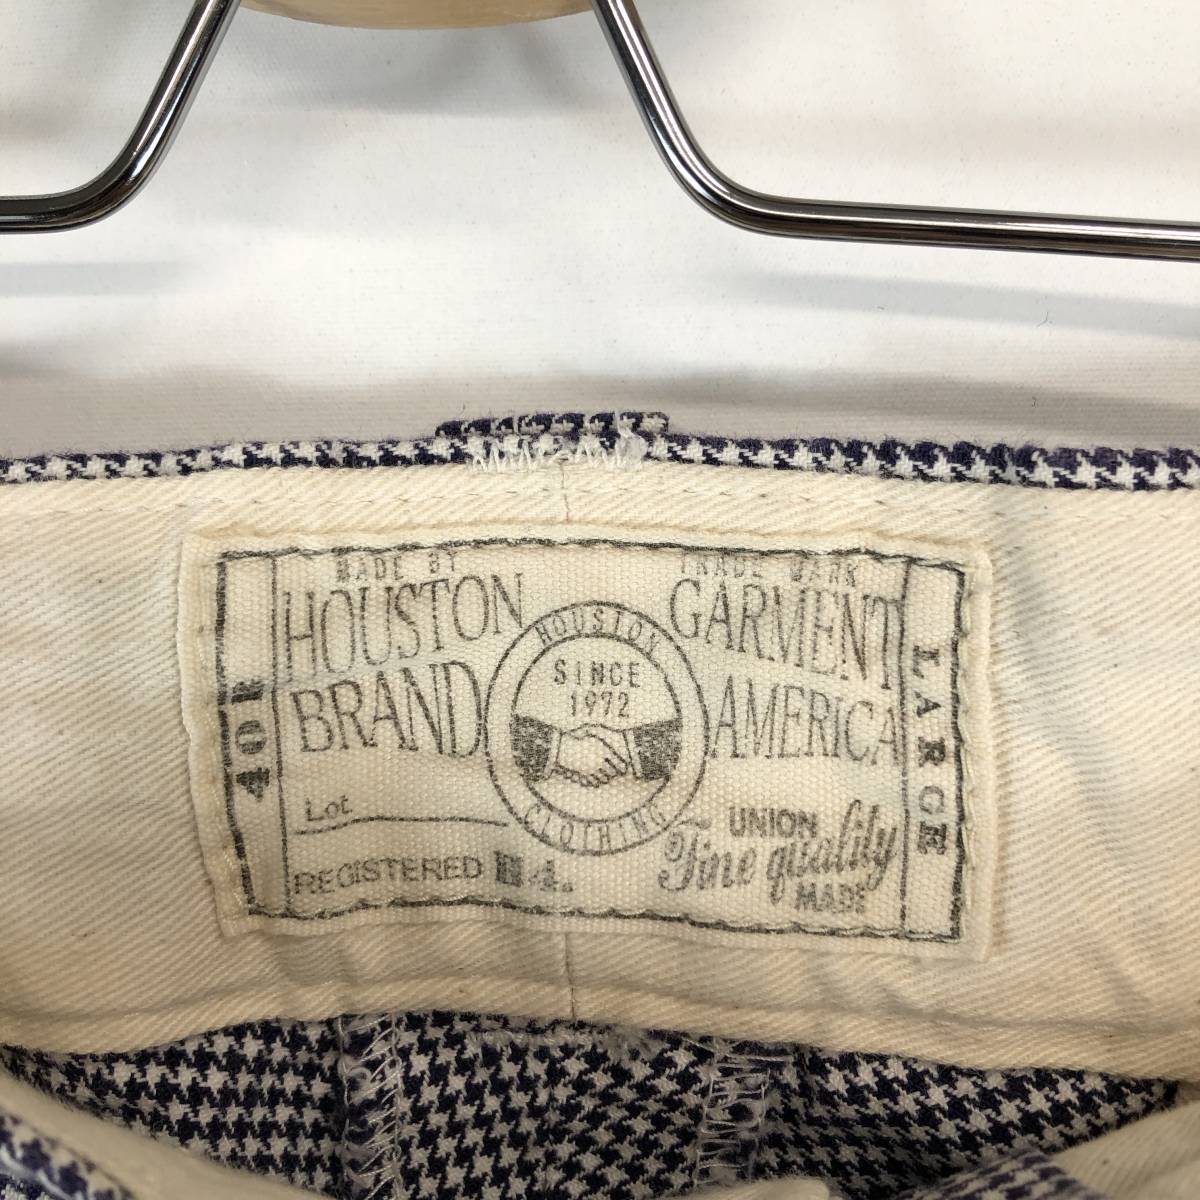 MADE BY
HOUSTON
BRAND
TRADE MARK
GARMENT
AMERICA
HOUSTON
SINCE
1972
CLOTHING
40R
LARGE
Lot
REGISTERED
UNION
Fine quality
MADE